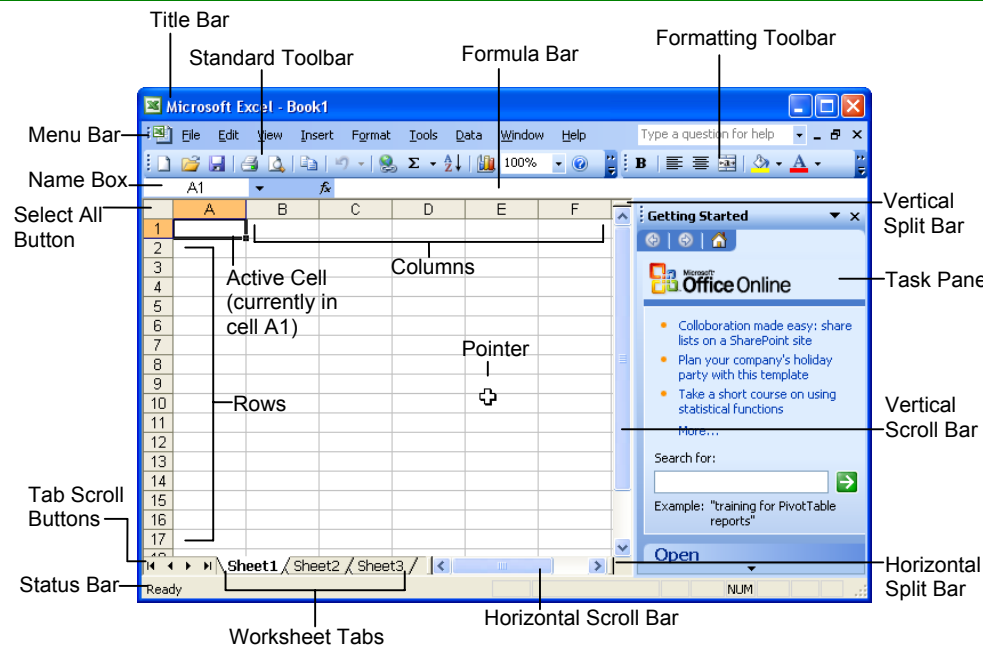 Title Bar
Standard Toolbar
Formula Bar
Formatting Toolbar
Microsoft Excel - Book1
Menu Bar
File Edit View Insert Format Tools Data Window Help
Type a question for help
100%
B
A
Name Box
A1
fx
Select All
Button
A B C D E F
Vertical
Split Bar
Getting Started
1
2
3
4
5
6
7
8
9
10
11
12
13
14
15
16
17
18
Active Cell
(currently in
cell A1)
Columns
Pointer
Rows
Microsoft
Office Online
Task Pane
Colloboration made easy: share
lists on a SharePoint site
Plan your company's holiday
party with this template
Take a short course on using
statistical functions
More...
Vertical
Scroll Bar
Search for:
Example: "training for PivotTable
reports"
Tab Scroll
Buttons
Open
Sheet1 Sheet2 Sheet3
Horizontal
Split Bar
Status Bar
Ready
NUM
Worksheet Tabs
Horizontal Scroll Bar